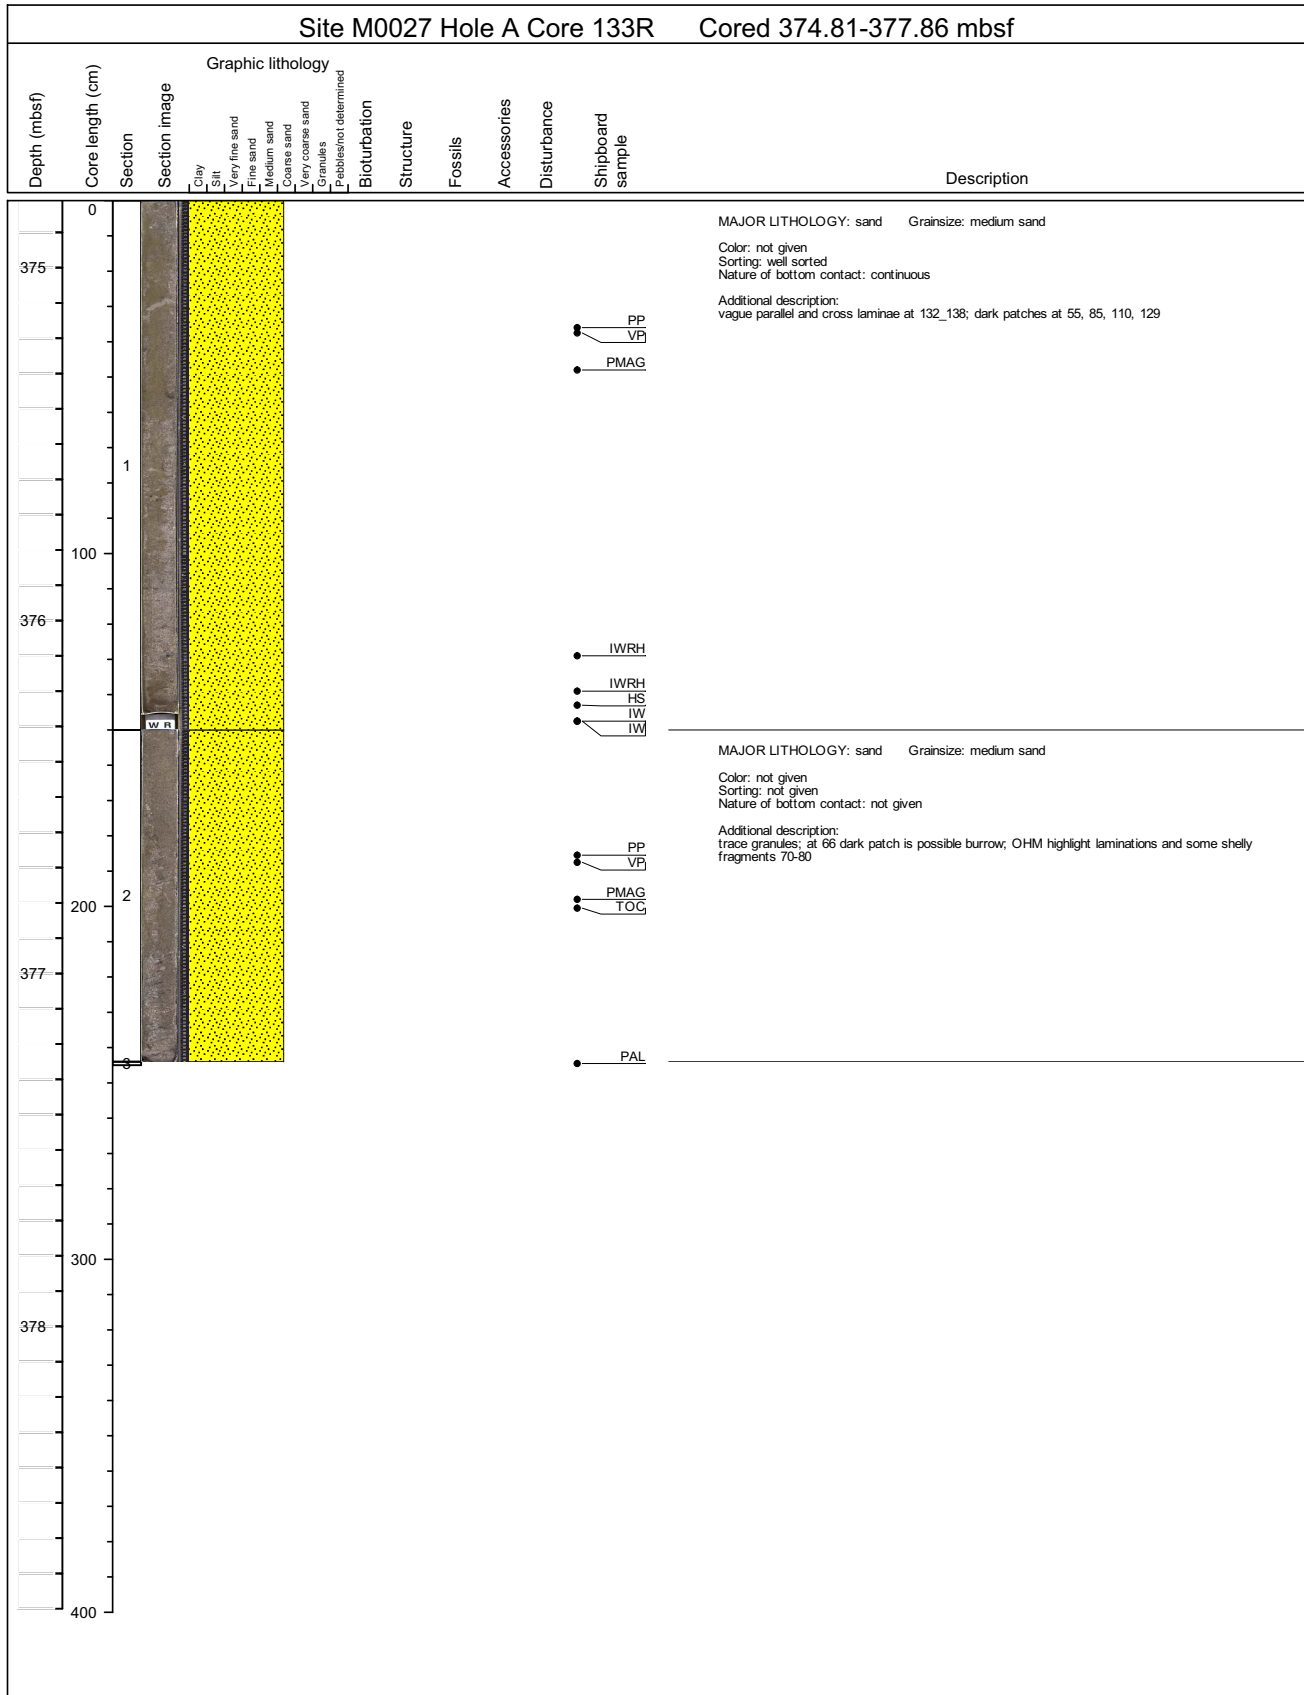 Site M0027 Hole A Core 133R Cored 374.81-377.86 mbsf
Graphic lithology
Depth (mbsf)
Core length (cm)
Section
Section image
Clay
Silt
Very fine sand
Fine sand
Medium sand
Coarse sand
Very coarse sand
Granules
Pebbles/not determined
Bioturbation
Structure
Fossils
Accessories
Disturbance
Shipboard
sample
Description
0
MAJOR LITHOLOGY: sand Grainsize: medium sand
Color: not given
375
Sorting: well sorted
Nature of bottom contact: continuous
Additional description:
vague parallel and cross laminae at 132_138; dark patches at 55, 85, 110, 129
PP
VP
PMAG
1
100
376
IWRH
IWRH
HS
IW
W R
IW
MAJOR LITHOLOGY: sand Grainsize: medium sand
Color: not given
Sorting: not given
Nature of bottom contact: not given
Additional description:
trace granules; at 66 dark patch is possible burrow; OHM highlight laminations and some shelly
fragments 70-80
PP
VP
2
PMAG
200
TOC
377
PAL
3
300
378
400